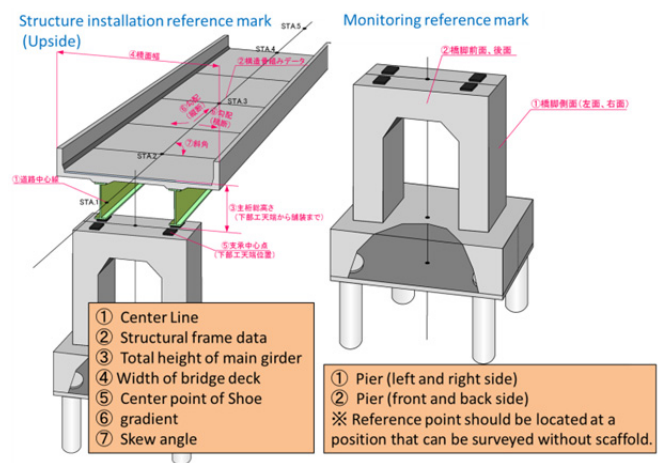 Structure installation reference mark
(Upside)
Monitoring reference mark
STA.5
STA.4
④橋面幅
②構造骨組みデータ
STA.3
⑥勾配
(縦断)
⑦斜角
STA.2
①道路中心線
STA.1
③主桁総高さ
(下部工天端から舗装まで)
⑤支承中心点
(下部工天端位置)
②橋脚前面、後面
①橋脚側面(左面、右面)
① Center Line
② Structural frame data
③ Total height of main girder
④ Width of bridge deck
⑤ Center point of Shoe
⑥ gradient
⑦ Skew angle
① Pier (left and right side)
② Pier (front and back side)
※ Reference point should be located at a
position that can be surveyed without scaffold.